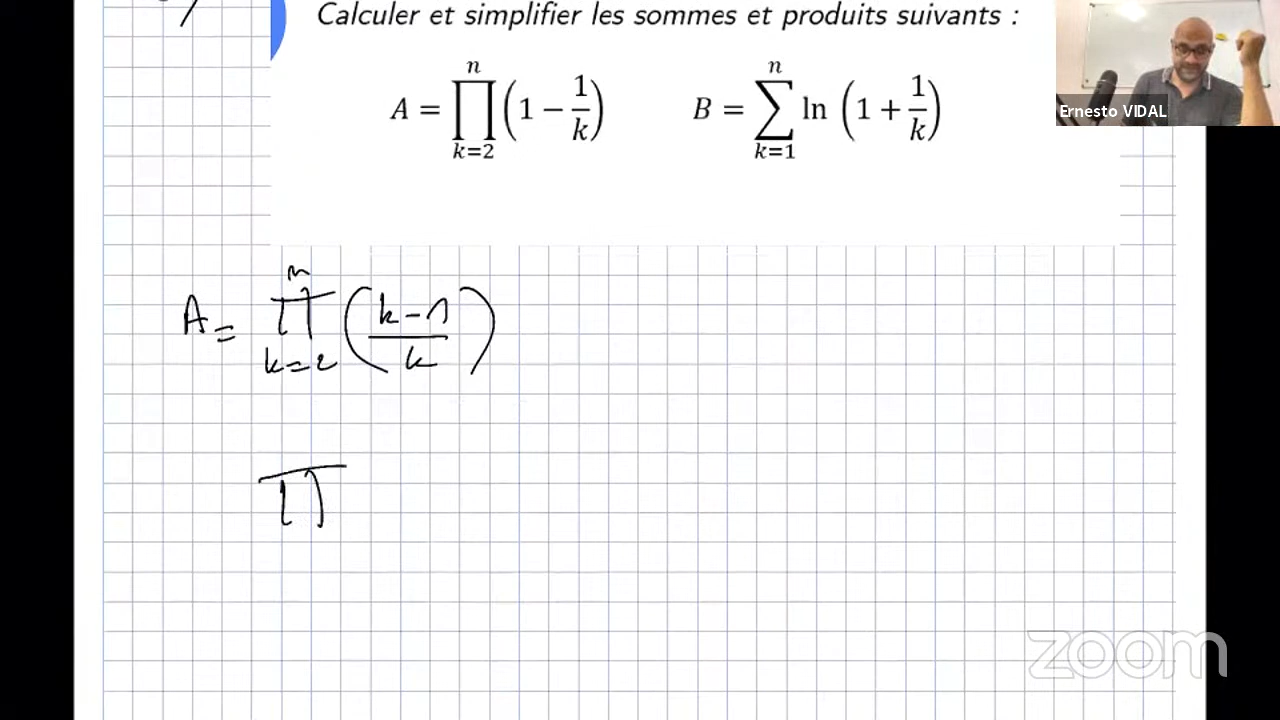 Calculer et simplifier les sommes et produits suivants :
A = ∏_{k=2}^{n} (1 − 1/k) B = ∑_{k=1}^{n} ln (1 + 1/k)
Ernesto VIDAL
A = ∏_{k=2}^{n} ((k−1)/k)
∏
zoom